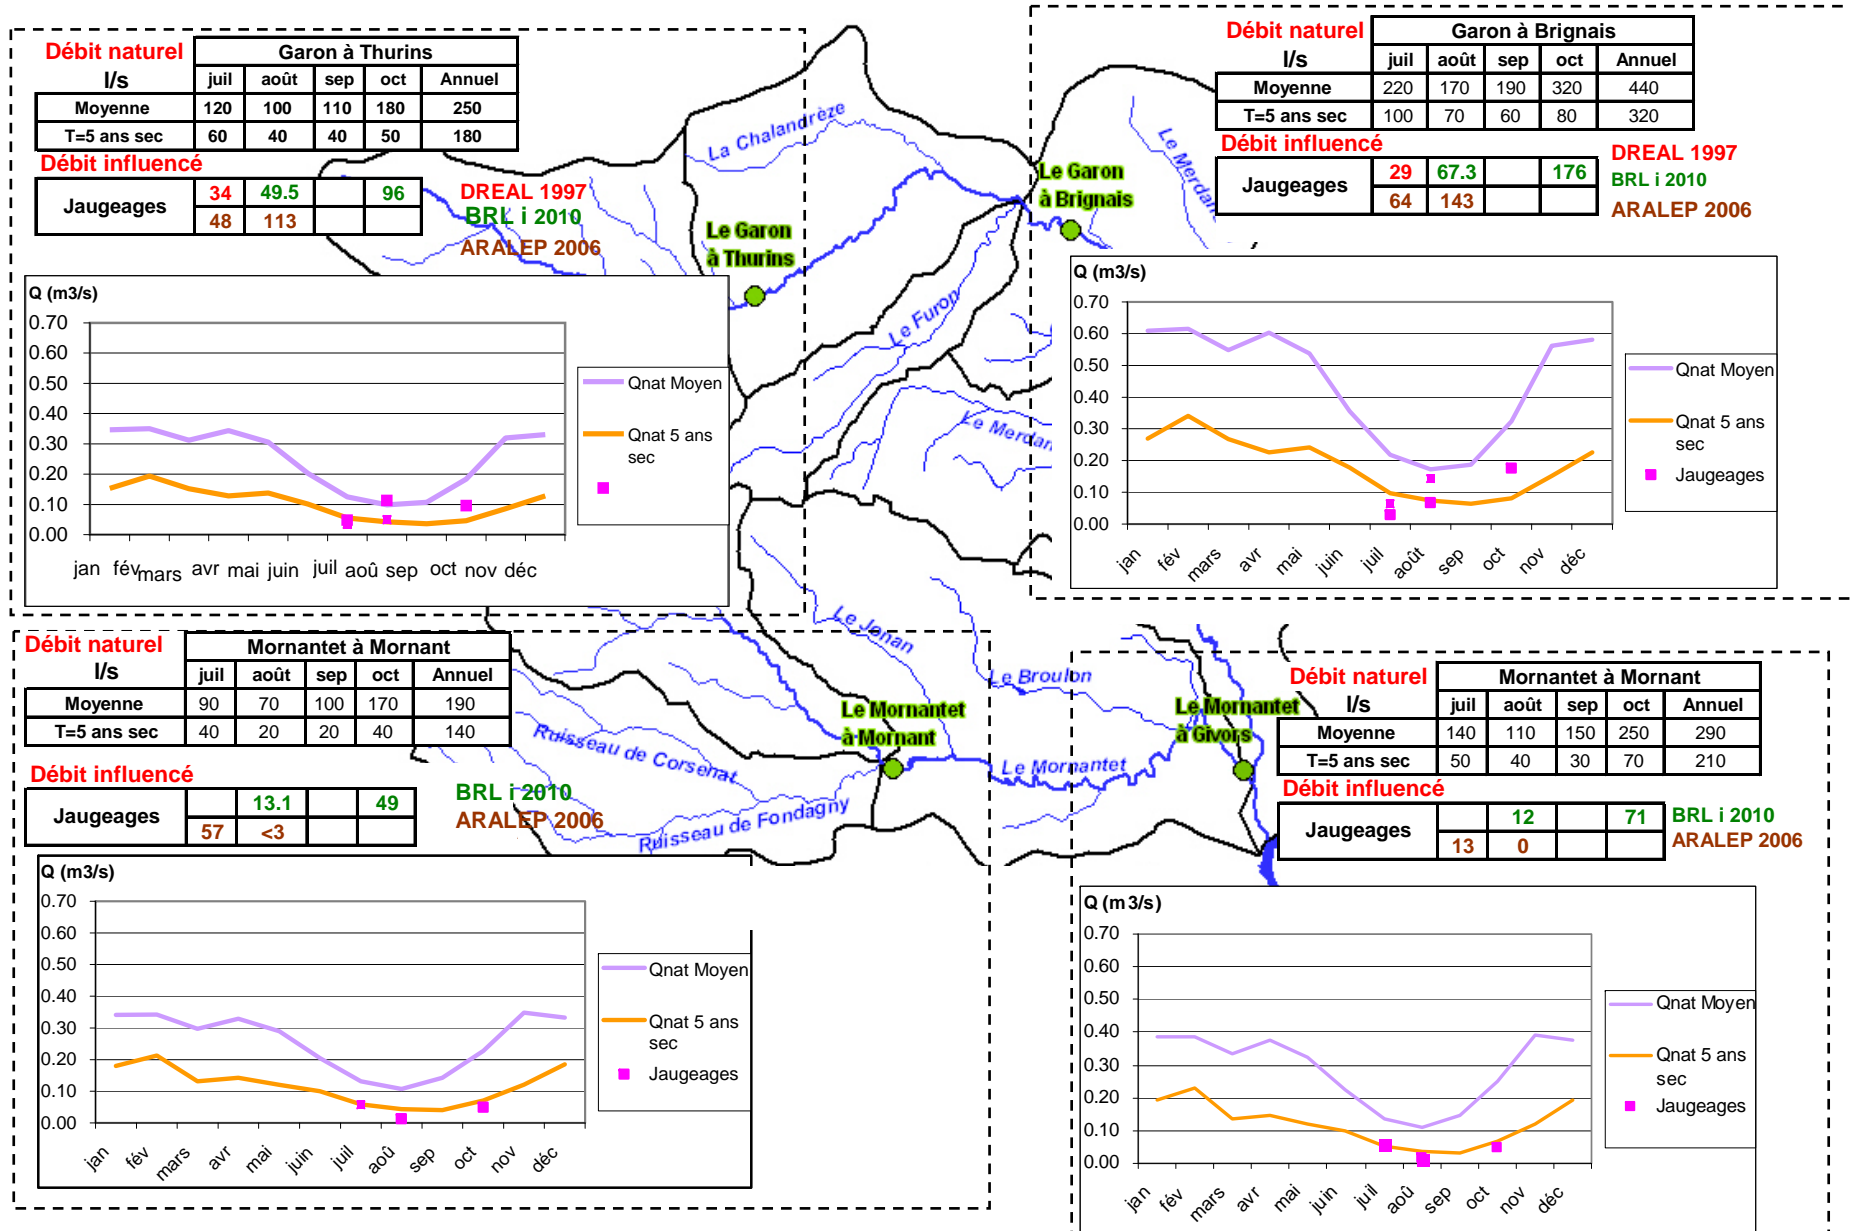 Débit naturel
l/s
Garon à Thurins
juil août sep oct Annuel
Moyenne 120 100 110 180 250
T=5 ans sec 60 40 40 50 180
Débit influencé
Jaugeages 34 49.5 96
48 113
DREAL 1997
BRL i 2010
ARALEP 2006
Q (m3/s)
0.70
0.60
0.50
0.40
0.30
0.20
0.10
0.00
jan fév mars avr mai juin juil aoû sep oct nov déc
Qnat Moyen
Qnat 5 ans
sec
La Chalandrèze
Le Garon
à Thurins
Le Garon
à Brignais
Le Furon
Le Merdan
Le Merdan
Débit naturel
l/s
Garon à Brignais
juil août sep oct Annuel
Moyenne 220 170 190 320 440
T=5 ans sec 100 70 60 80 320
Débit influencé
Jaugeages 29 67.3 176
64 143
DREAL 1997
BRL i 2010
ARALEP 2006
Q (m3/s)
0.70
0.60
0.50
0.40
0.30
0.20
0.10
0.00
jan fév mars avr mai juin juil août sep oct nov déc
Qnat Moyen
Qnat 5 ans
sec
Jaugeages
Débit naturel
l/s
Mornantet à Mornant
juil août sep oct Annuel
Moyenne 90 70 100 170 190
T=5 ans sec 40 20 20 40 140
Débit influencé
Jaugeages 13.1 49
57 <3
BRL i 2010
ARALEP 2006
Q (m3/s)
0.70
0.60
0.50
0.40
0.30
0.20
0.10
0.00
jan fév mars avr mai juin juil aoû sep oct nov déc
Qnat Moyen
Qnat 5 ans
sec
Jaugeages
Le Jonan
Le Broulon
Le Mornantet
à Mornant
Le Mornantet
à Givors
Ruisseau de Corsenat
Le Mornantet
Ruisseau de Fondagny
Débit naturel
l/s
Mornantet à Mornant
juil août sep oct Annuel
Moyenne 140 110 150 250 290
T=5 ans sec 50 40 30 70 210
Débit influencé
Jaugeages 12 71
13 0
BRL i 2010
ARALEP 2006
Q (m3/s)
0.70
0.60
0.50
0.40
0.30
0.20
0.10
0.00
jan fév mars avr mai juin juil aoû sep oct nov déc
Qnat Moyen
Qnat 5 ans
sec
Jaugeages